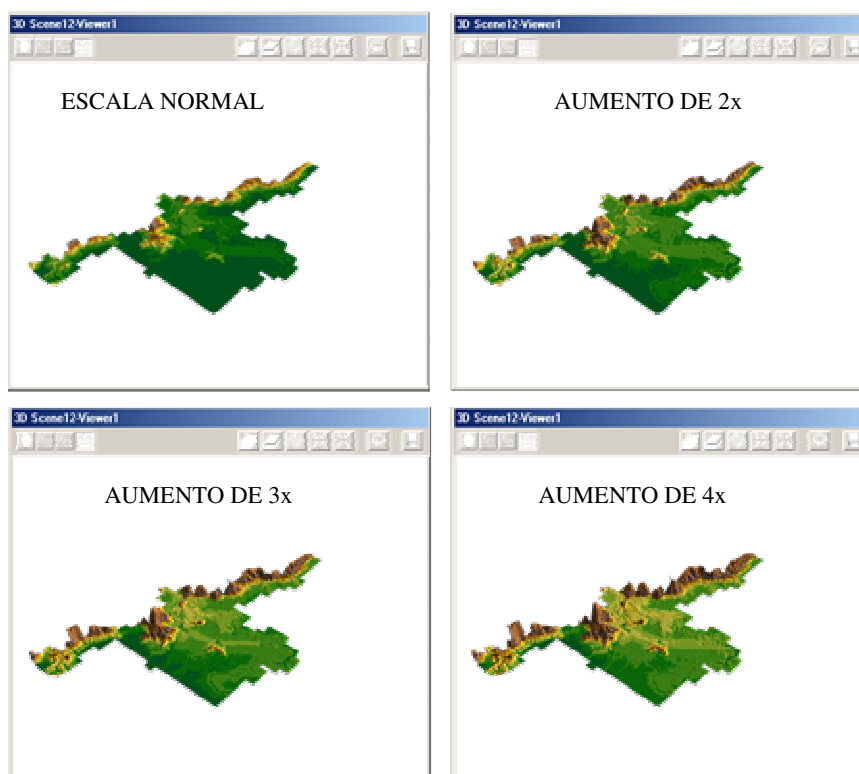 3D Scene12-Viewer1
3D Scene12-Viewer1
ESCALA NORMAL
AUMENTO DE 2x
3D Scene12-Viewer1
3D Scene12-Viewer1
AUMENTO DE 3x
AUMENTO DE 4x